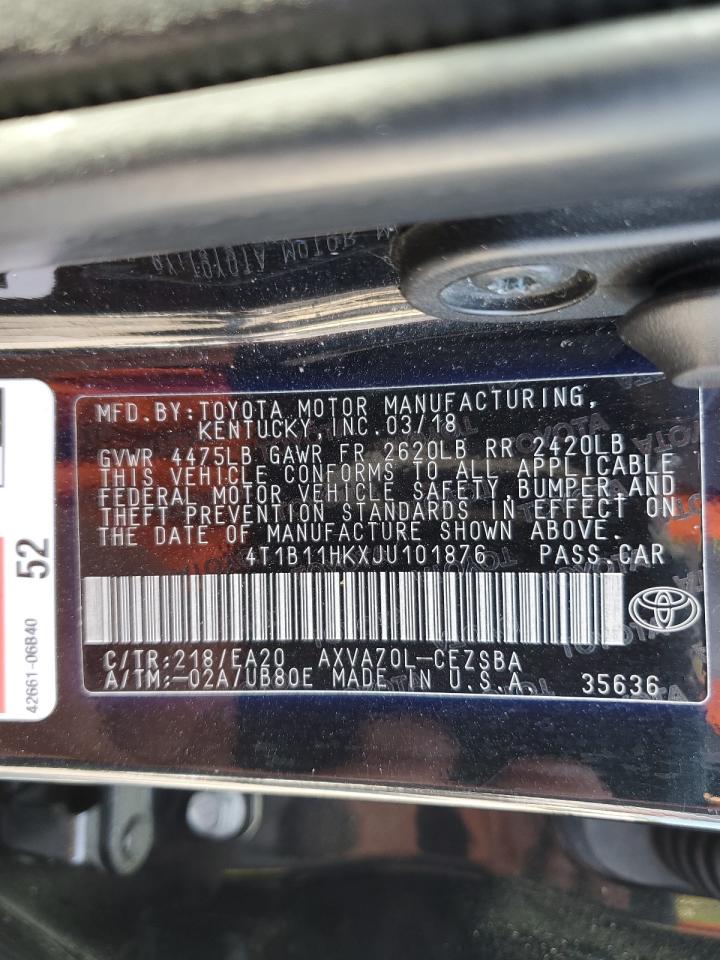 MFD.BY:TOYOTA MOTOR MANUFACTURING,
KENTUCKY,INC.03/18
GVWR 4475LB GAWR FR 2620LB RR 2420LB
THIS VEHICLE CONFORMS TO ALL APPLICABLE
FEDERAL MOTOR VEHICLE SAFETY,BUMPER,AND
THEFT PREVENTION STANDARDS IN EFFECT ON
THE DATE OF MANUFACTURE SHOWN ABOVE.
4T1B11HKXJU101876 PASS.CAR
C/TR:218/EA20 AXVA70L-CEZSBA
A/TM:-02A/UB80E MADE IN U.S.A. 35636
52
42661-06B40